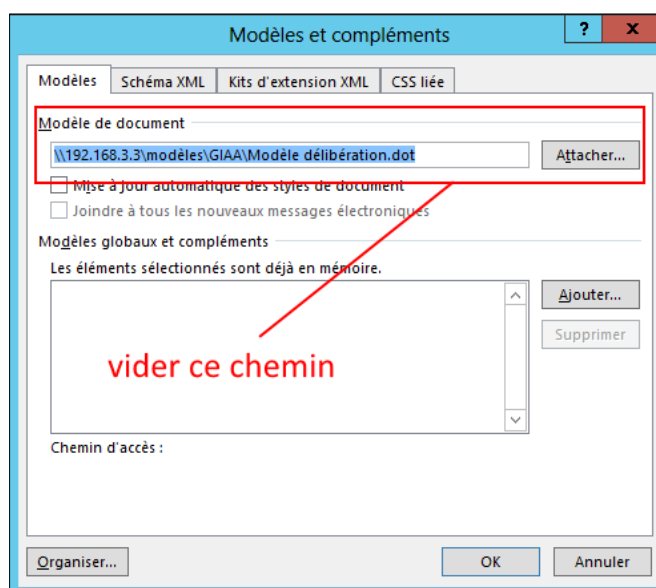 Modèles et compléments
?
x
Modèles
Schéma XML
Kits d'extension XML
CSS liée
Modèle de document
\\192.168.3.3\modèles\GIAA\Modèle délibération.dot
Attacher...
Mise à jour automatique des styles de document
Joindre à tous les nouveaux messages électroniques
Modèles globaux et compléments
Les éléments sélectionnés sont déjà en mémoire.
Ajouter...
Supprimer
vider ce chemin
Chemin d'accès :
Organiser...
OK
Annuler